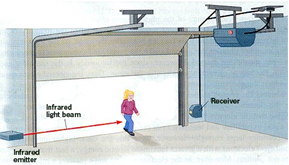 Infrared
light beam
Receiver
Infrared
emitter